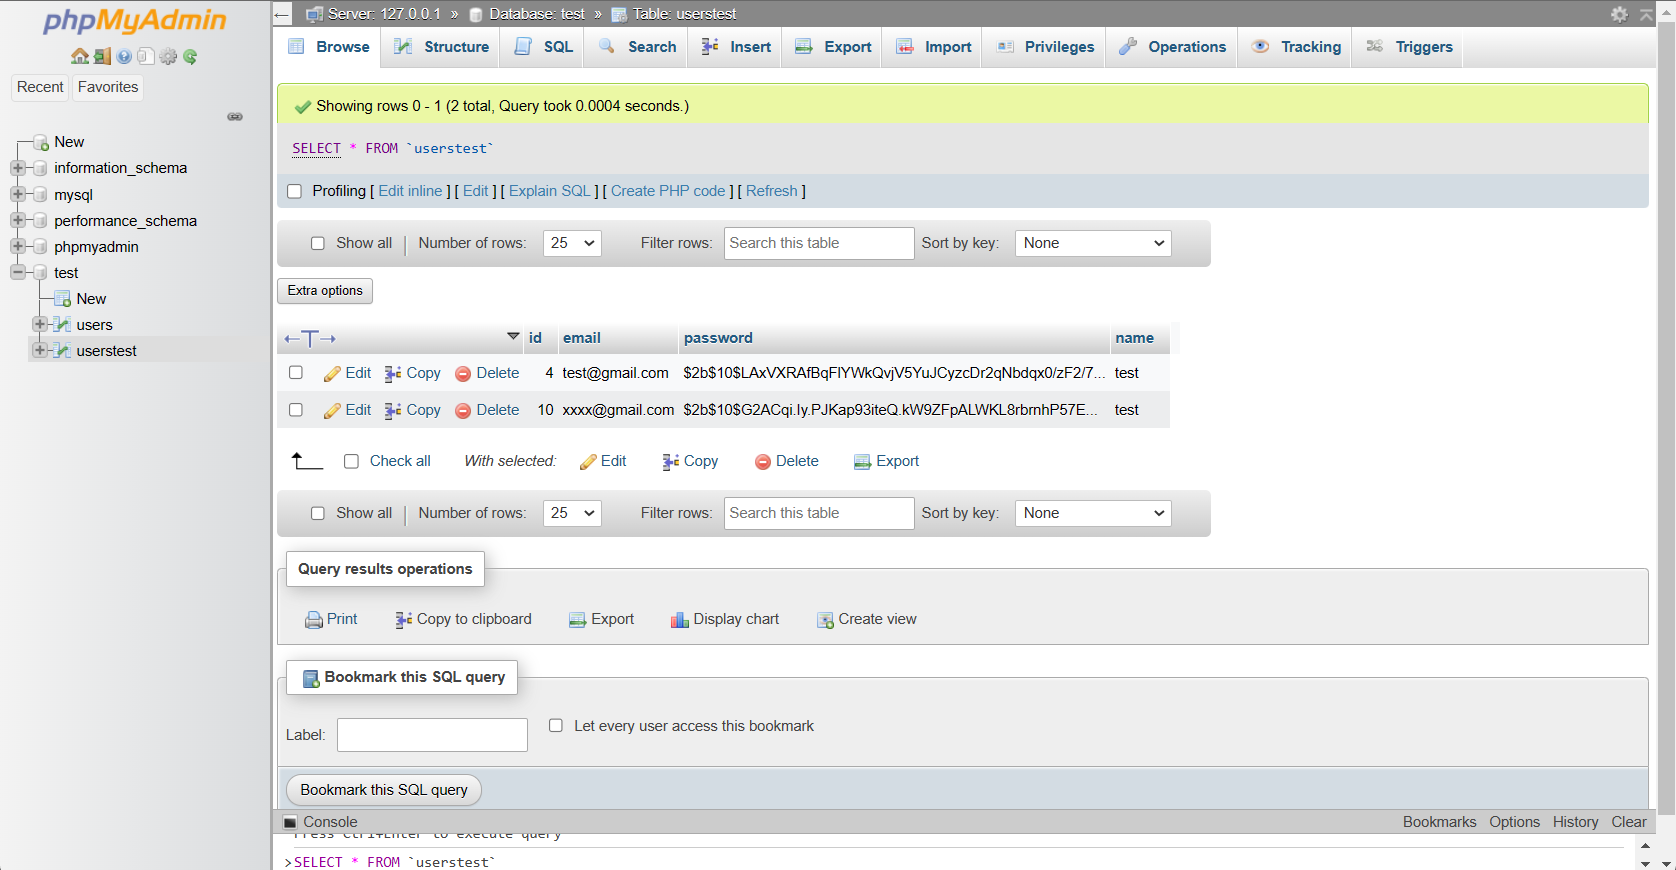 phpMyAdmin
Recent Favorites
New
information_schema
mysql
performance_schema
phpmyadmin
test
New
users
userstest
Server: 127.0.0.1 » Database: test » Table: userstest
Browse Structure SQL Search Insert Export Import Privileges Operations Tracking Triggers
Showing rows 0 - 1 (2 total, Query took 0.0004 seconds.)
SELECT * FROM `userstest`
Profiling [ Edit inline ] [ Edit ] [ Explain SQL ] [ Create PHP code ] [ Refresh ]
Show all | Number of rows: 25 Filter rows: Search this table Sort by key: None
Extra options
←T→ id email password name
Edit Copy Delete 4 test@gmail.com $2b$10$LAxVXRAfBqFlYWkQvjV5YuJCyzcDr2qNbdqx0/zF2/7... test
Edit Copy Delete 10 xxxx@gmail.com $2b$10$G2ACqi.ly.PJKap93iteQ.kW9ZFpALWKL8rbrnhP57E... test
Check all With selected: Edit Copy Delete Export
Show all | Number of rows: 25 Filter rows: Search this table Sort by key: None
Query results operations
Print Copy to clipboard Export Display chart Create view
Bookmark this SQL query
Label: Let every user access this bookmark
Bookmark this SQL query
Console Bookmarks Options History Clear
Press Ctrl+Enter to execute query
>SELECT * FROM `userstest`